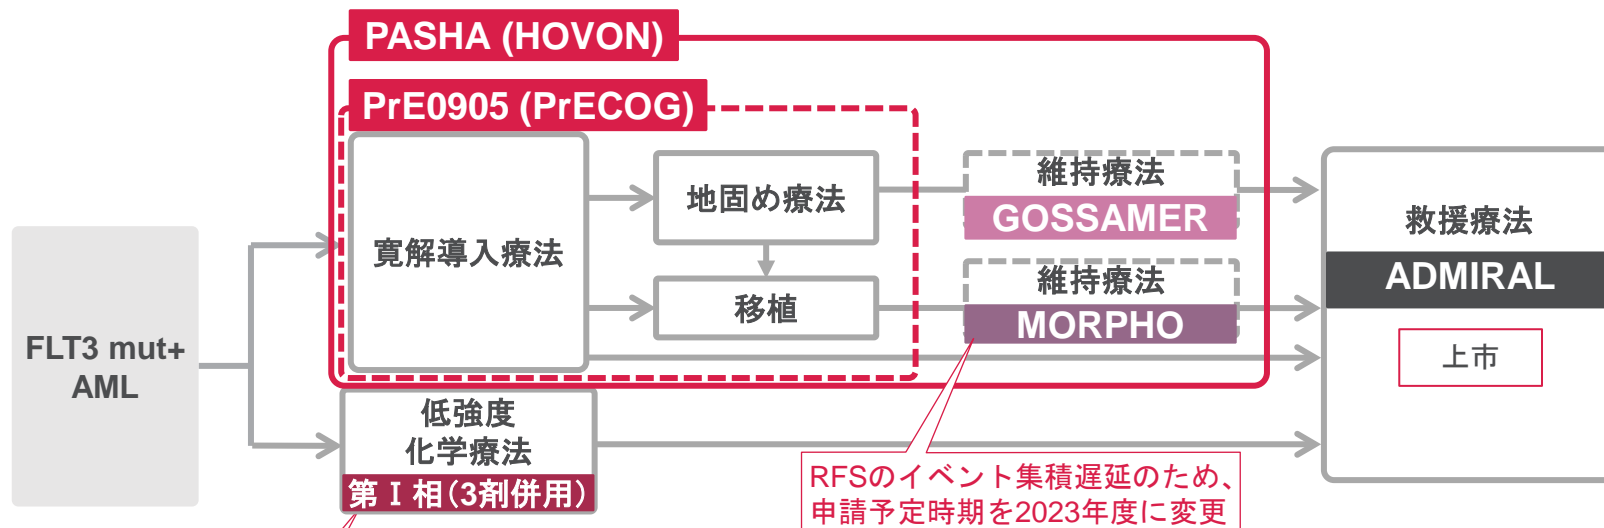 PASHA (HOVON)
PrE0905 (PrECOG)
FLT3 mut+
AML
寛解導入療法
地固め療法
移植
維持療法
GOSSAMER
維持療法
MORPHO
救援療法
ADMIRAL
上市
低強度
化学療法
第Ⅰ相(3剤併用)
RFSのイベント集積遅延のため、
申請予定時期を2023年度に変更